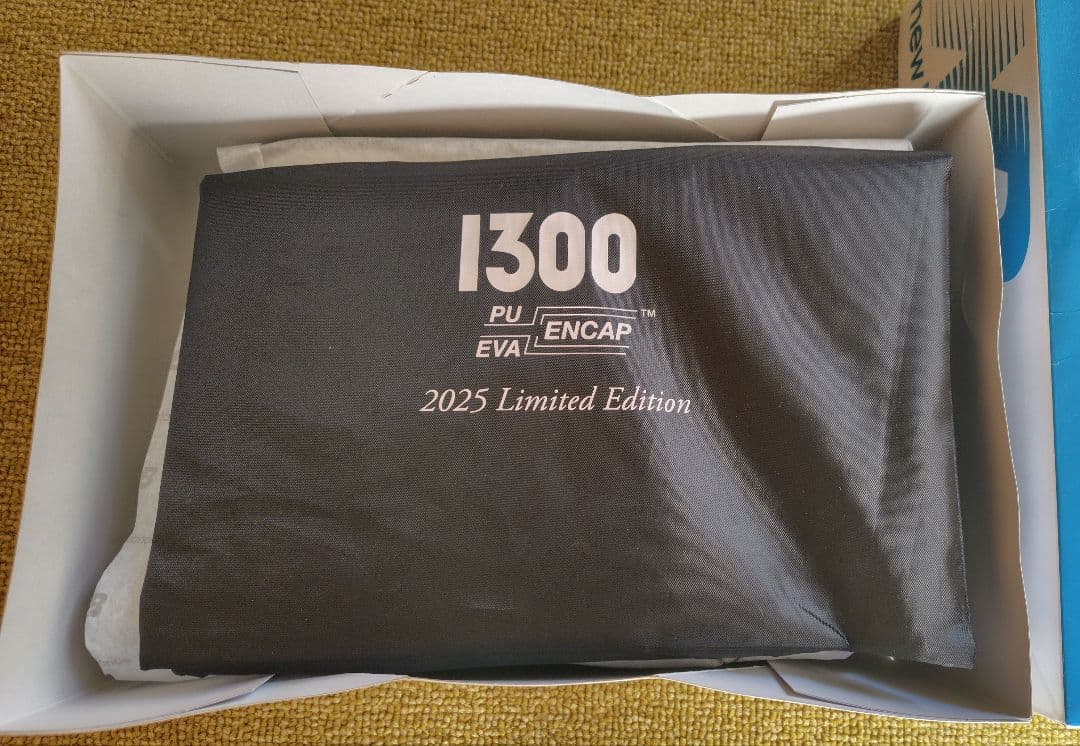 new
1300
PU
ENCAP™
EVA
2025 Limited Edition